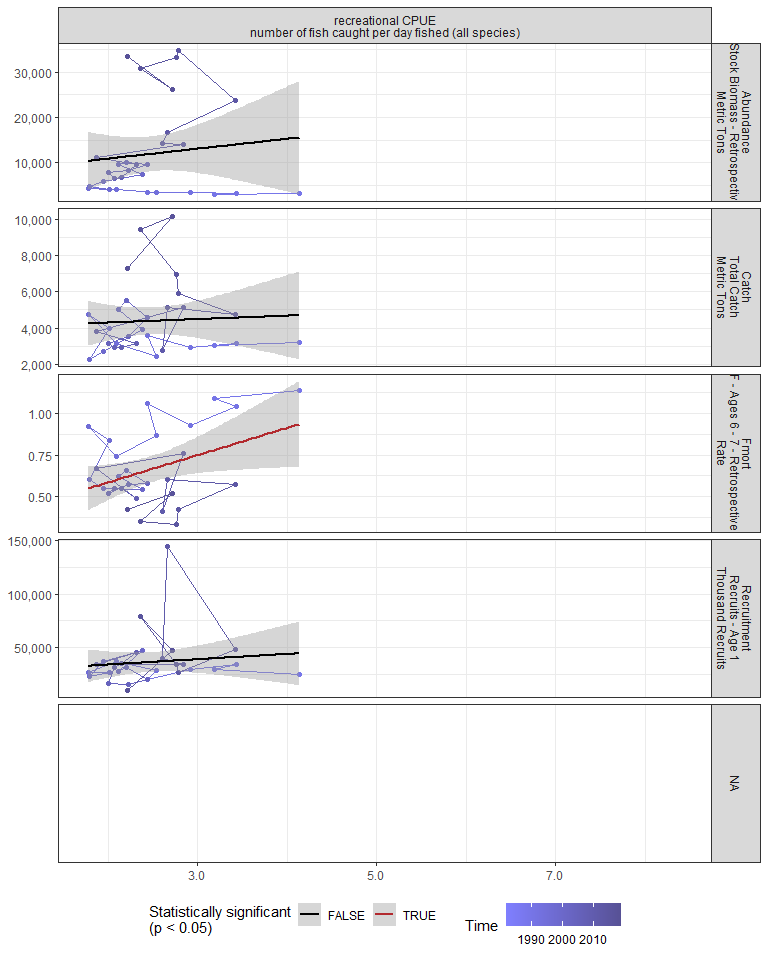 recreational CPUE
number of fish caught per day fished (all species)
30,000
20,000
10,000
Abundance
Stock Biomass - Retrospectiv
Metric Tons
10,000
8,000
6,000
4,000
2,000
Catch
Total Catch
Metric Tons
1.00
0.75
0.50
Fmort
F - Ages 6 - 7 - Retrospective
Rate
150,000
100,000
50,000
Recruitment
Recruits - Age 1
Thousand Recruits
NA
3.0 5.0 7.0
Statistically significant
(p < 0.05)
FALSE TRUE
Time
1990 2000 2010